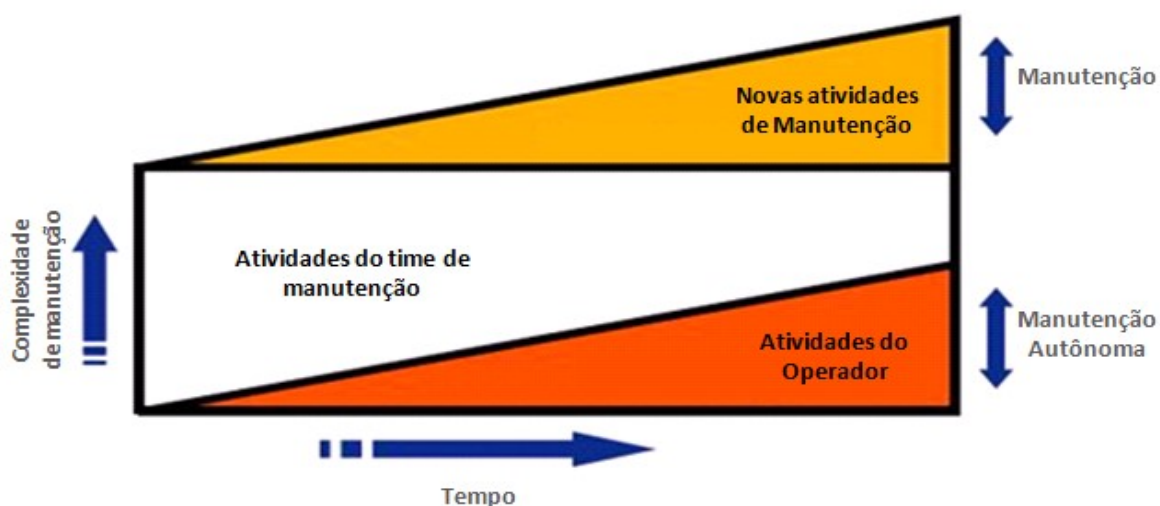 Novas atividades
de Manutenção
Manutenção
Complexidade
de manutenção
Atividades do time de
manutenção
Atividades do
Operador
Manutenção
Autônoma
Tempo